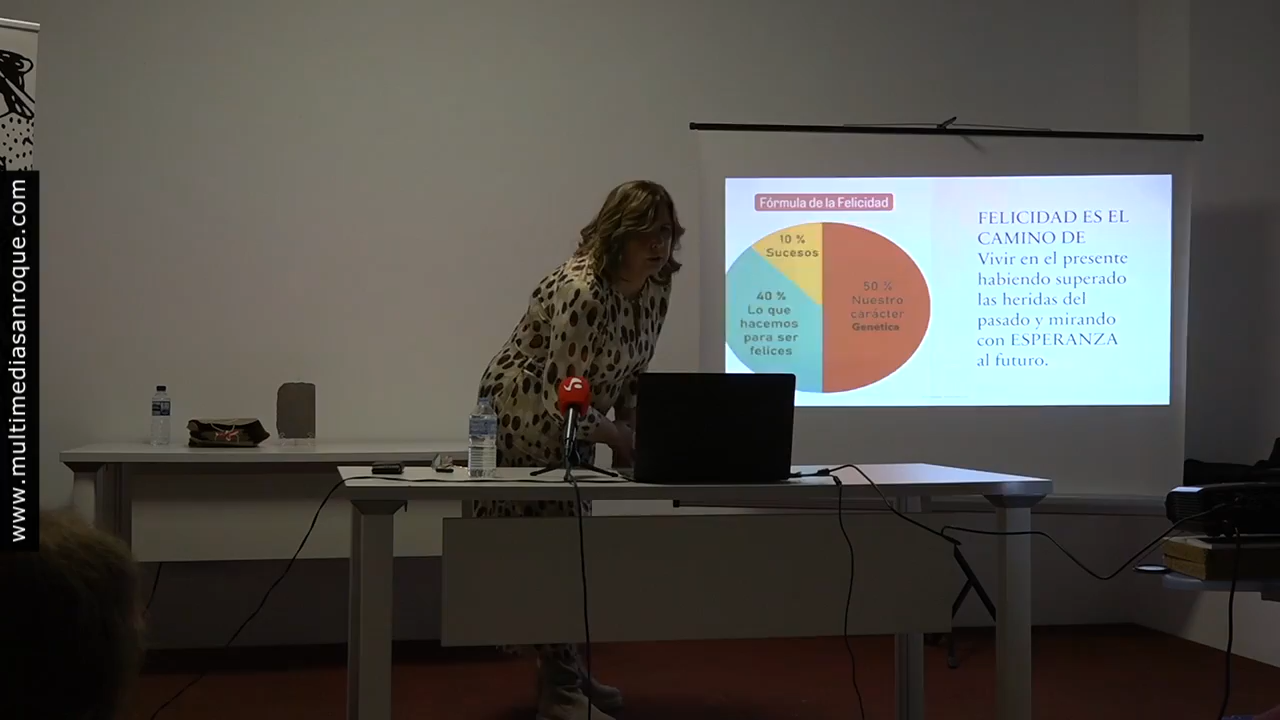 www.multimediasanroque.com
Fórmula de la Felicidad
10 %
Sucesos
50 %
Nuestro
carácter
Genética
40 %
Lo que
hacemos
para ser
felices
FELICIDAD ES EL
CAMINO DE
Vivir en el presente
habiendo superado
las heridas del
pasado y mirando
con ESPERANZA
al futuro.